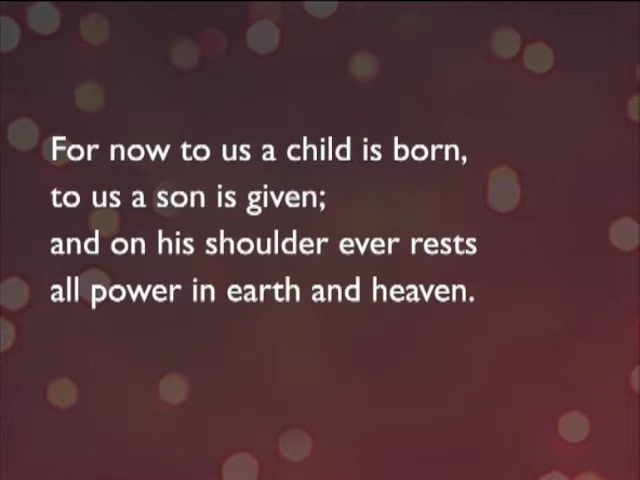 For now to us a child is born,
to us a son is given;
and on his shoulder ever rests
all power in earth and heaven.